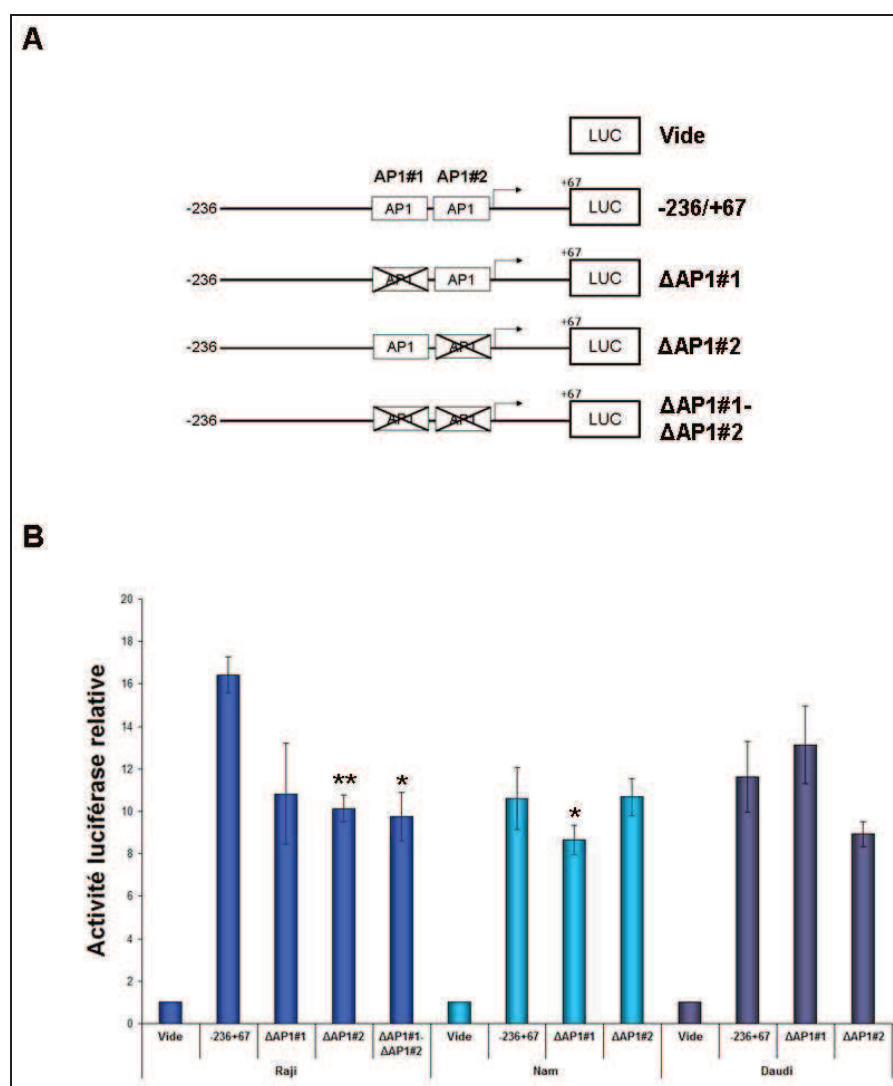 A
LUC Vide
AP1#1 AP1#2
-236 AP1 AP1 +67 LUC -236/+67
-236 AP1 AP1 +67 LUC ΔAP1#1
-236 AP1 AP1 +67 LUC ΔAP1#2
-236 AP1 AP1 +67 LUC ΔAP1#1-
ΔAP1#2
B
Activité luciférase relative
20
18
16
14
12
10
8
6
4
2
0
** * *
Vide -236+67 ΔAP1#1 ΔAP1#2 ΔAP1#1- Vide -236+67 ΔAP1#1 ΔAP1#2 Vide -236+67 ΔAP1#1 ΔAP1#2
ΔAP1#2
Raji Nam Daudi